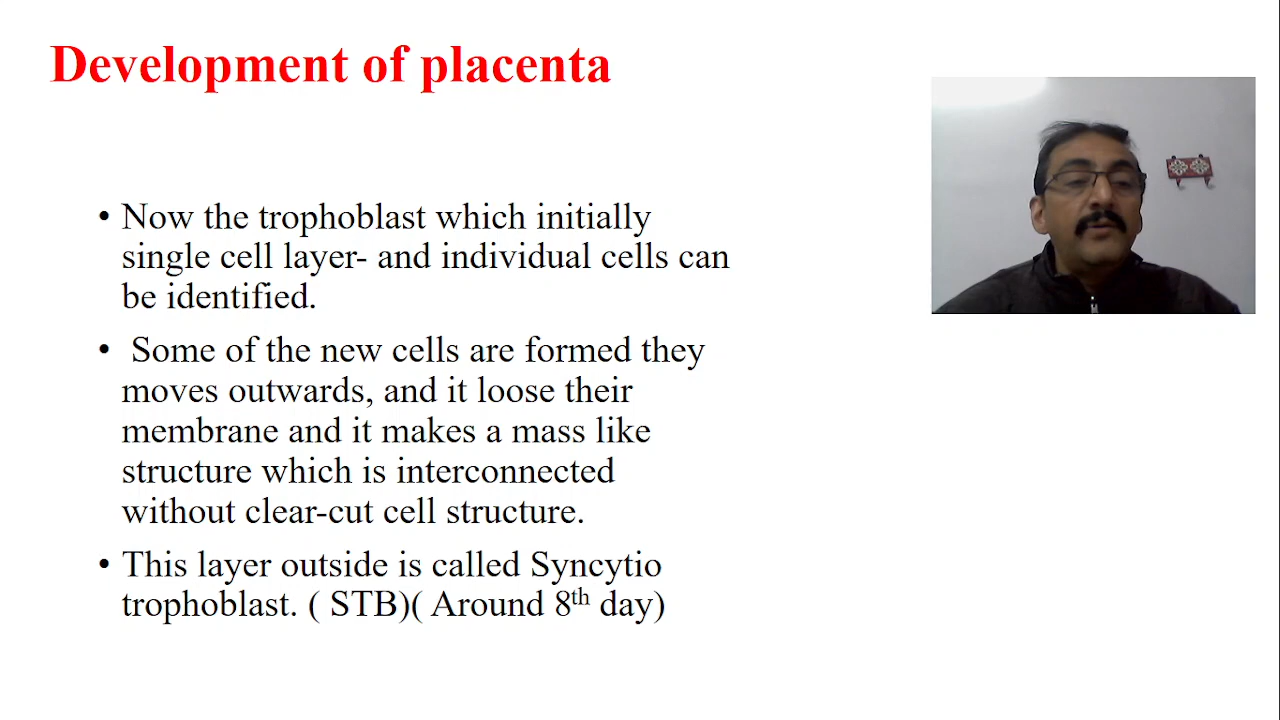 Development of placenta
• Now the trophoblast which initially
single cell layer- and individual cells can
be identified.
• Some of the new cells are formed they
moves outwards, and it loose their
membrane and it makes a mass like
structure which is interconnected
without clear-cut cell structure.
• This layer outside is called Syncytio
trophoblast. ( STB)( Around 8th day)